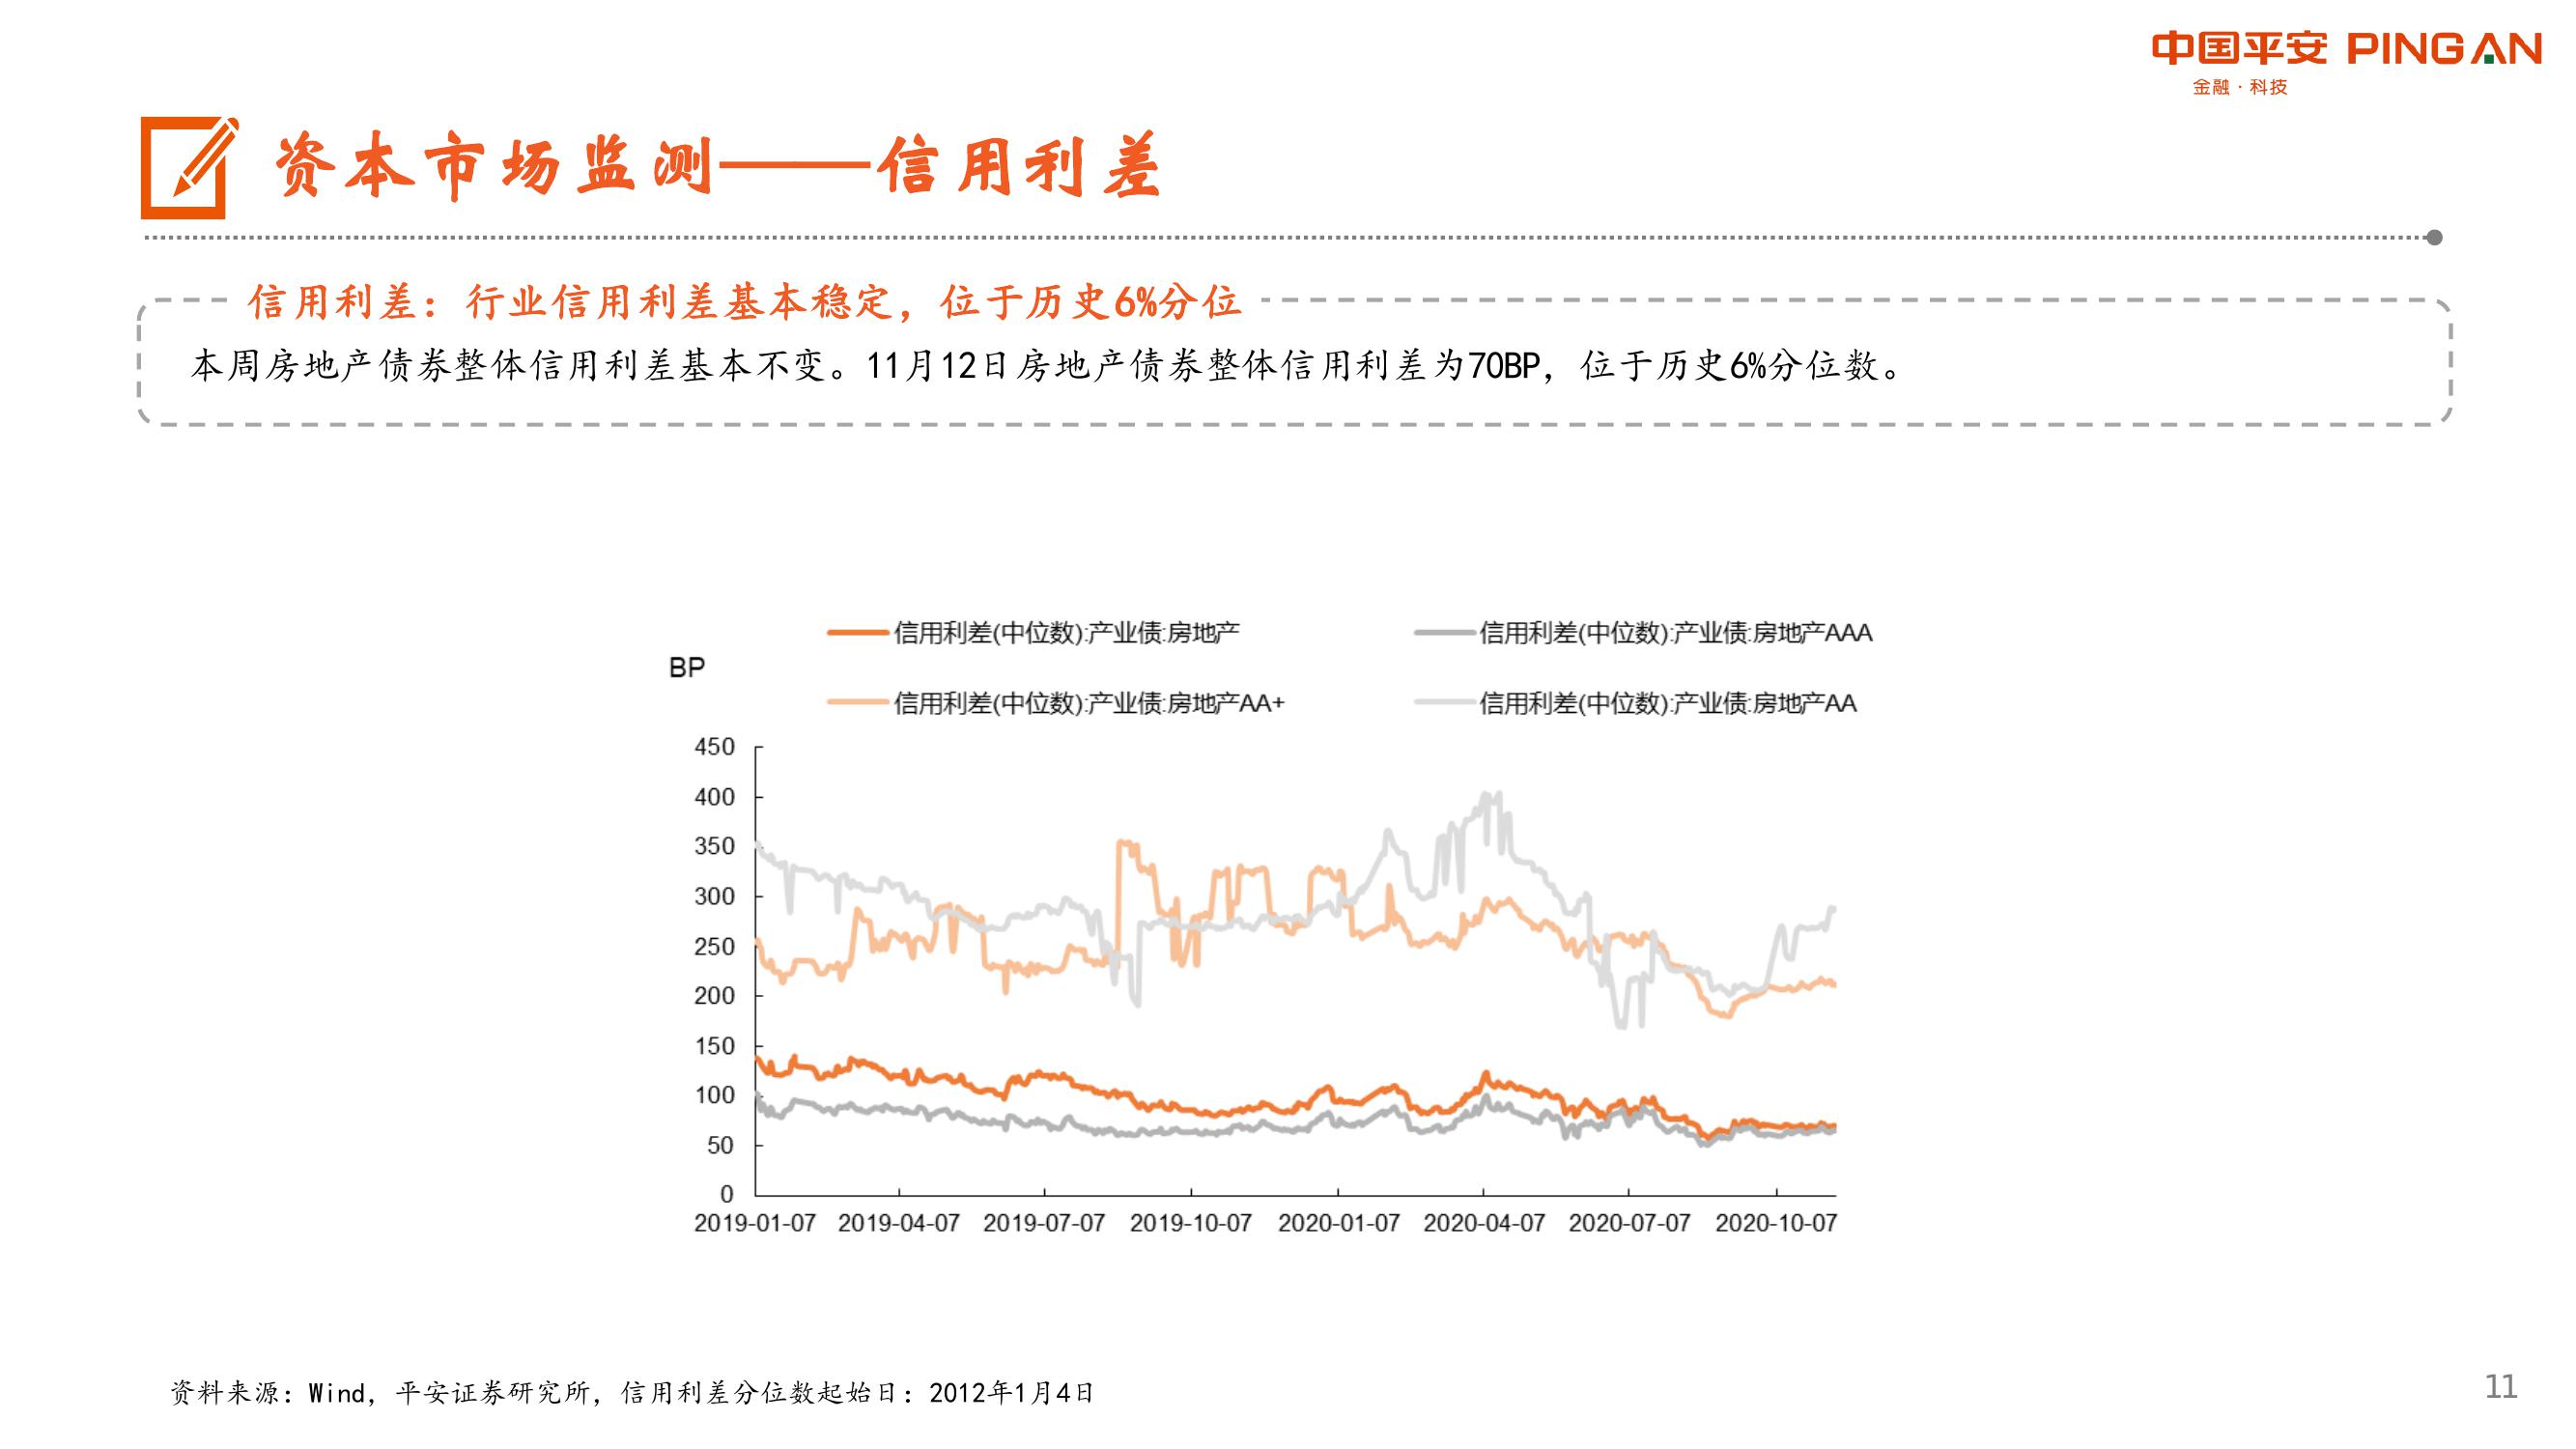 中国平安 PINGAN
金融·科技
资本市场监测——信用利差
信用利差：行业信用利差基本稳定，位于历史6%分位
本周房地产债券整体信用利差基本不变。11月12日房地产债券整体信用利差为70BP，位于历史6%分位数。
信用利差(中位数):产业债:房地产
信用利差(中位数):产业债:房地产AAA
BP
信用利差(中位数):产业债:房地产AA+
信用利差(中位数):产业债:房地产AA
450
400
350
300
250
200
150
100
50
0
2019-01-07 2019-04-07 2019-07-07 2019-10-07 2020-01-07 2020-04-07 2020-07-07 2020-10-07
资料来源：Wind，平安证券研究所，信用利差分位数起始日：2012年1月4日
11